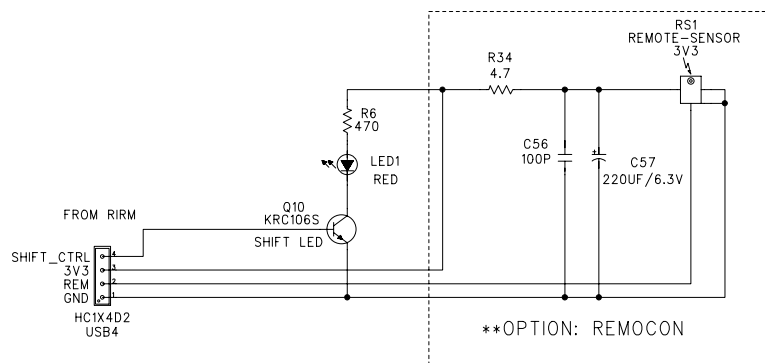 RS1
REMOTE-SENSOR
3V3
R34
4.7
R6
470
C56
100P
C57
220UF/6.3V
LED1
RED
Q10
KRC106S
SHIFT LED
FROM RIRM
SHIFT_CTRL 4
3V3 3
REM 2
GND 1
HC1X4D2
USB4
**OPTION: REMOCON